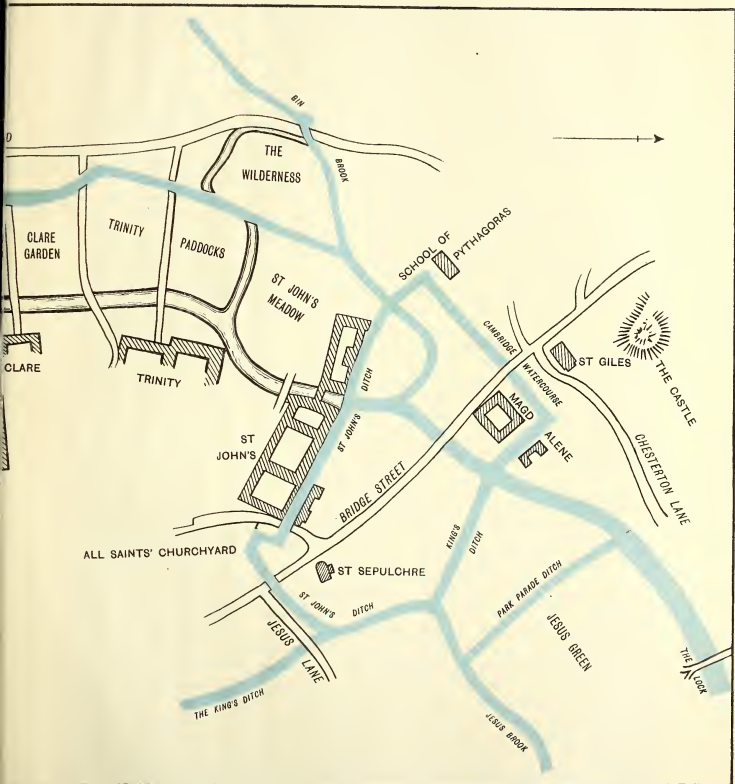 BIN
BROOK
D
THE
WILDERNESS
SCHOOL OF
PYTHAGORAS
CLARE
GARDEN
TRINITY
PADDOCKS
ST JOHN'S
MEADOW
CAMBRIDGE
WATERCOURSE
ST GILES
THE CASTLE
CLARE
TRINITY
DITCH
ST JOHN'S
MAGD
ALENE
ST
JOHN'S
CHESTERTON LANE
BRIDGE STREET
KING'S
DITCH
ALL SAINTS' CHURCHYARD
ST SEPULCHRE
PARK PARADE DITCH
ST JOHN'S
DITCH
JESUS
LANE
JESUS GREEN
THE
LOCK
THE KING'S DITCH
JESUS BROOK